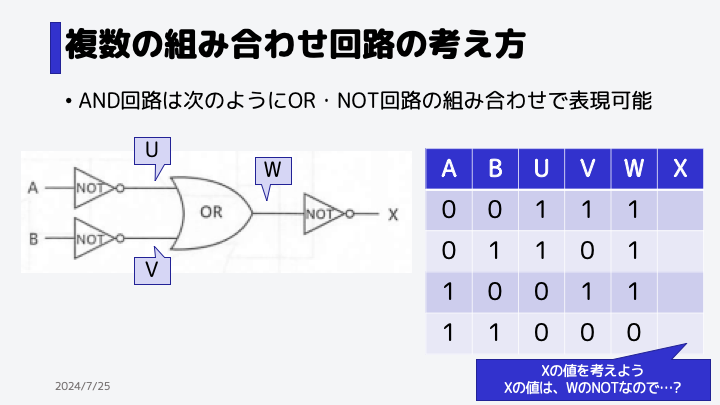 複数の組み合わせ回路の考え方
• AND回路は次のようにOR・NOT回路の組み合わせで表現可能
U
W
A
NOT
OR
NOT
X
B
NOT
V
A B U V W X
0 0 1 1 1
0 1 1 0 1
1 0 0 1 1
1 1 0 0 0
Xの値を考えよう
Xの値は、WのNOTなので…?
2024/7/25